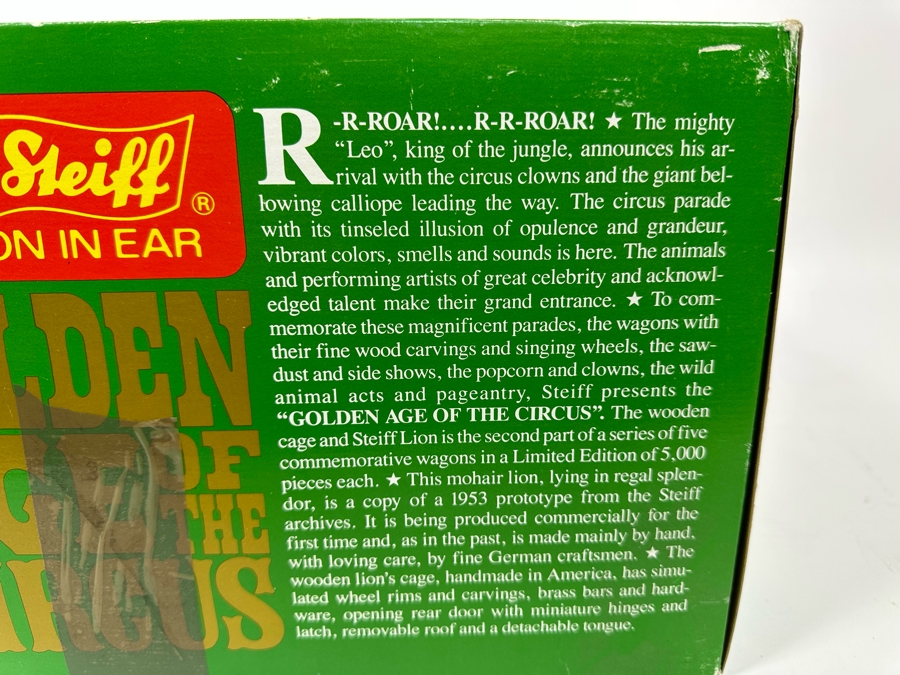 Steiff ®
ON IN EAR
LDEN
OF
THE
R-R-R-ROAR!....R-R-ROAR! ★ The mighty
“Leo”, king of the jungle, announces his ar-
rival with the circus clowns and the giant bel-
lowing calliope leading the way. The circus parade
with its tinseled illusion of opulence and grandeur,
vibrant colors, smells and sounds is here. The animals
and performing artists of great celebrity and acknowl-
edged talent make their grand entrance. ★ To com-
memorate these magnificent parades, the wagons with
their fine wood carvings and singing wheels, the saw-
dust and side shows, the popcorn and clowns, the wild
animal acts and pageantry, Steiff presents the
“GOLDEN AGE OF THE CIRCUS”. The wooden
cage and Steiff Lion is the second part of a series of five
commemorative wagons in a Limited Edition of 5,000
pieces each. ★ This mohair lion, lying in regal splen-
dor, is a copy of a 1953 prototype from the Steiff
archives. It is being produced commercially for the
first time and, as in the past, is made mainly by hand,
with loving care, by fine German craftsmen. ★ The
wooden lion's cage, handmade in America, has simu-
lated wheel rims and carvings, brass bars and hard-
ware, opening rear door with miniature hinges and
latch, removable roof and a detachable tongue.